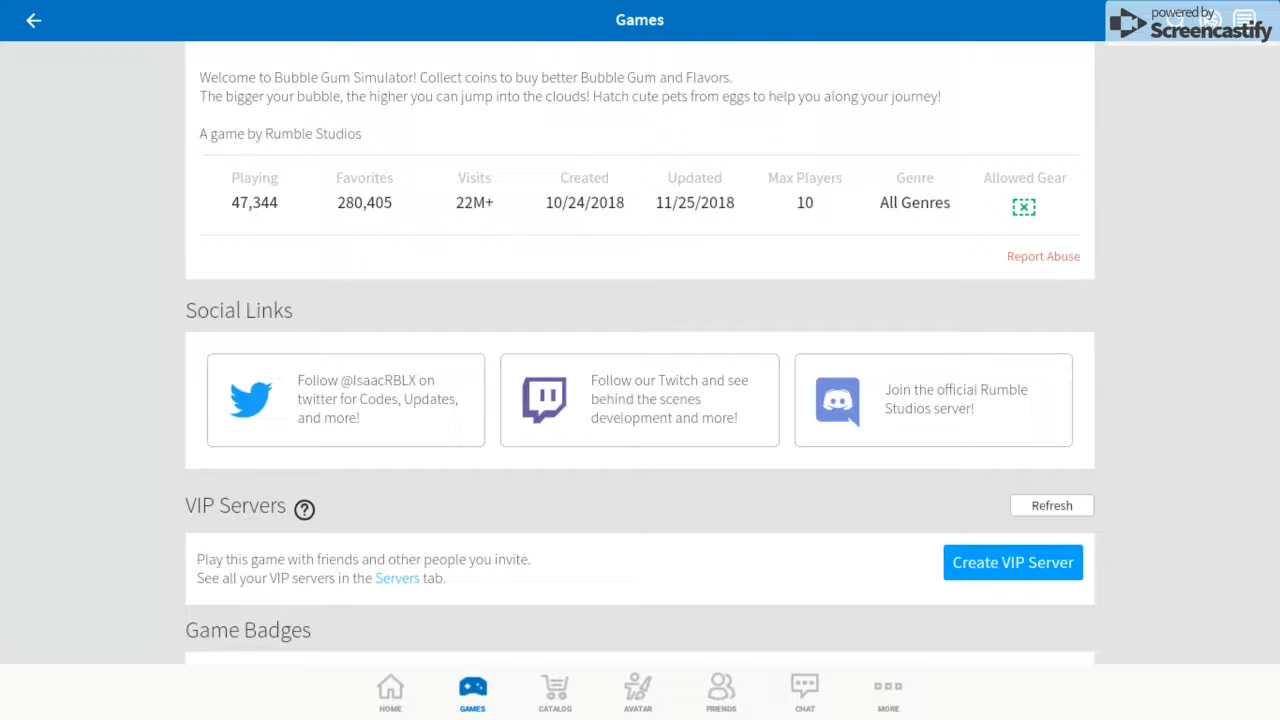 Games
powered by
Screencastify
Welcome to Bubble Gum Simulator! Collect coins to buy better Bubble Gum and Flavors.
The bigger your bubble, the higher you can jump into the clouds! Hatch cute pets from eggs to help you along your journey!
A game by Rumble Studios
Playing Favorites Visits Created Updated Max Players Genre Allowed Gear
47,344 280,405 22M+ 10/24/2018 11/25/2018 10 All Genres
Report Abuse
Social Links
Follow @IsaacRBLX on
twitter for Codes, Updates,
and more!
Follow our Twitch and see
behind the scenes
development and more!
Join the official Rumble
Studios server!
VIP Servers ?
Refresh
Play this game with friends and other people you invite.
See all your VIP servers in the Servers tab.
Create VIP Server
Game Badges
HOME GAMES CATALOG AVATAR FRIENDS CHAT MORE